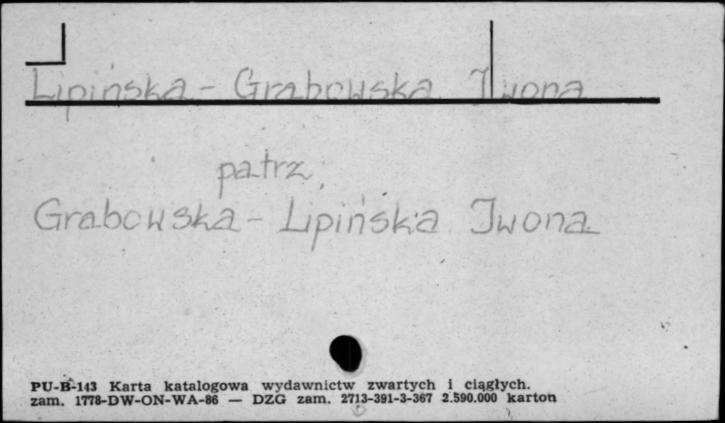 Lipińska - Grabowska Iwona
patrz
Grabowska - Lipińska Iwona
PU-B-143 Karta katalogowa wydawnictw zwartych i ciągłych.
zam. 1778-DW-ON-WA-86 — DZG zam. 2713-391-3-367 2.590.000 karton